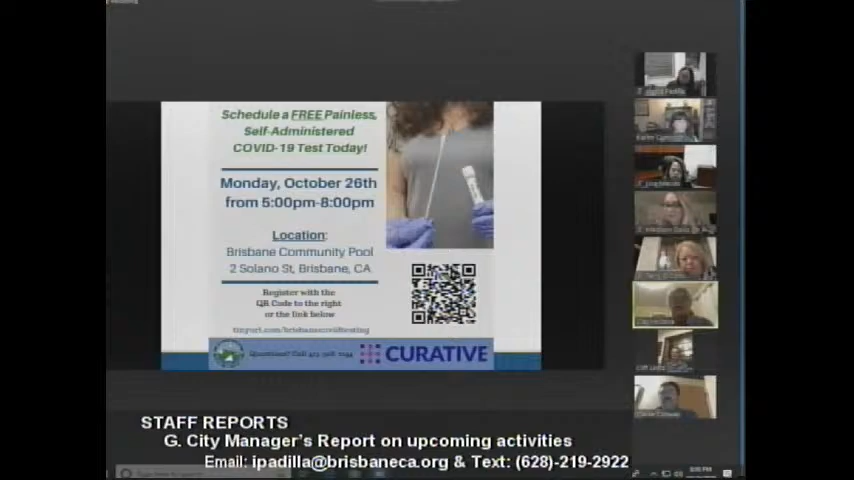 Schedule a FREE Painless,
Self-Administered
COVID-19 Test Today!
Monday, October 26th
from 5:00pm-8:00pm
Location:
Brisbane Community Pool
2 Solano St, Brisbane, CA
Register with the
QR Code to the right
or the link below
tinyurl.com/brisbanecovidtesting
Questions? Call
CURATIVE
STAFF REPORTS
G. City Manager's Report on upcoming activities
Email: ipadilla@brisbaneca.org & Text: (628)-219-2922